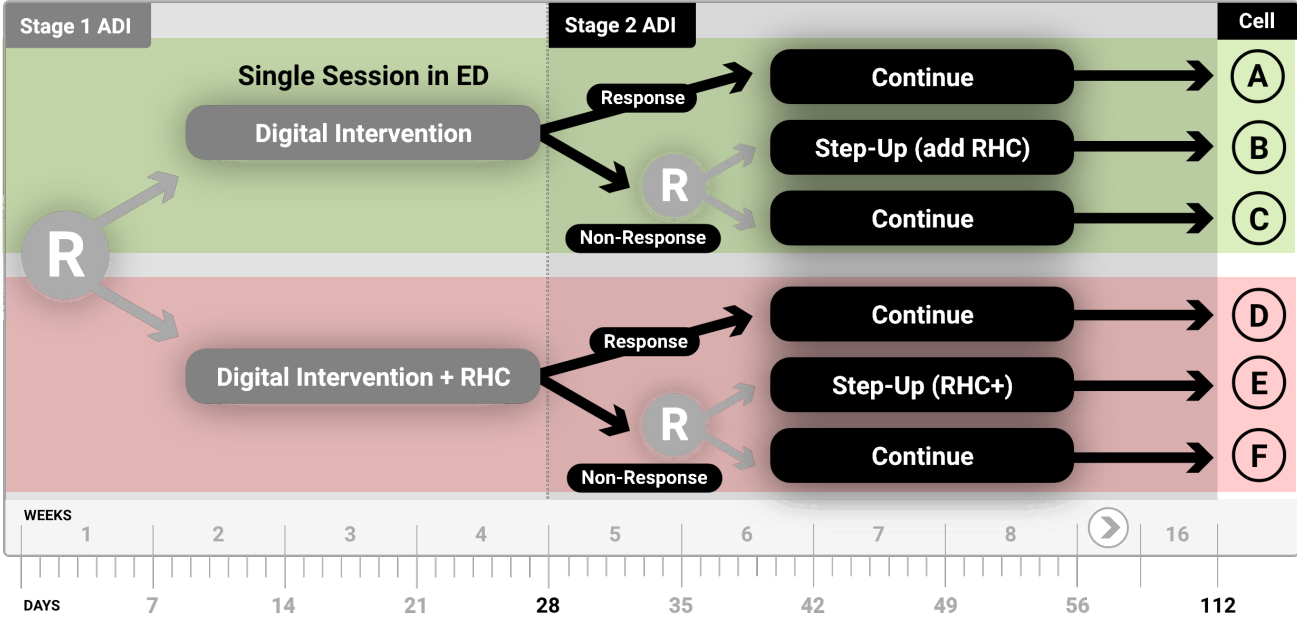 Stage 1 ADI
Stage 2 ADI
Cell
Single Session in ED
Digital Intervention
Response
Continue
A
R
Step-Up (add RHC)
B
Non-Response
Continue
C
R
Digital Intervention + RHC
Response
Continue
D
R
Step-Up (RHC+)
E
Non-Response
Continue
F
WEEKS
1 2 3 4 5 6 7 8 16
DAYS 7 14 21 28 35 42 49 56 112